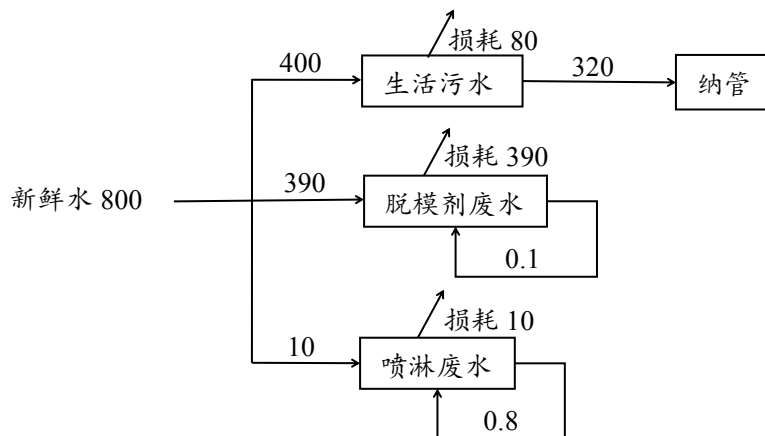 损耗 80
400
生活污水
320
纳管
损耗 390
新鲜水 800
390
脱模剂废水
0.1
损耗 10
10
喷淋废水
0.8